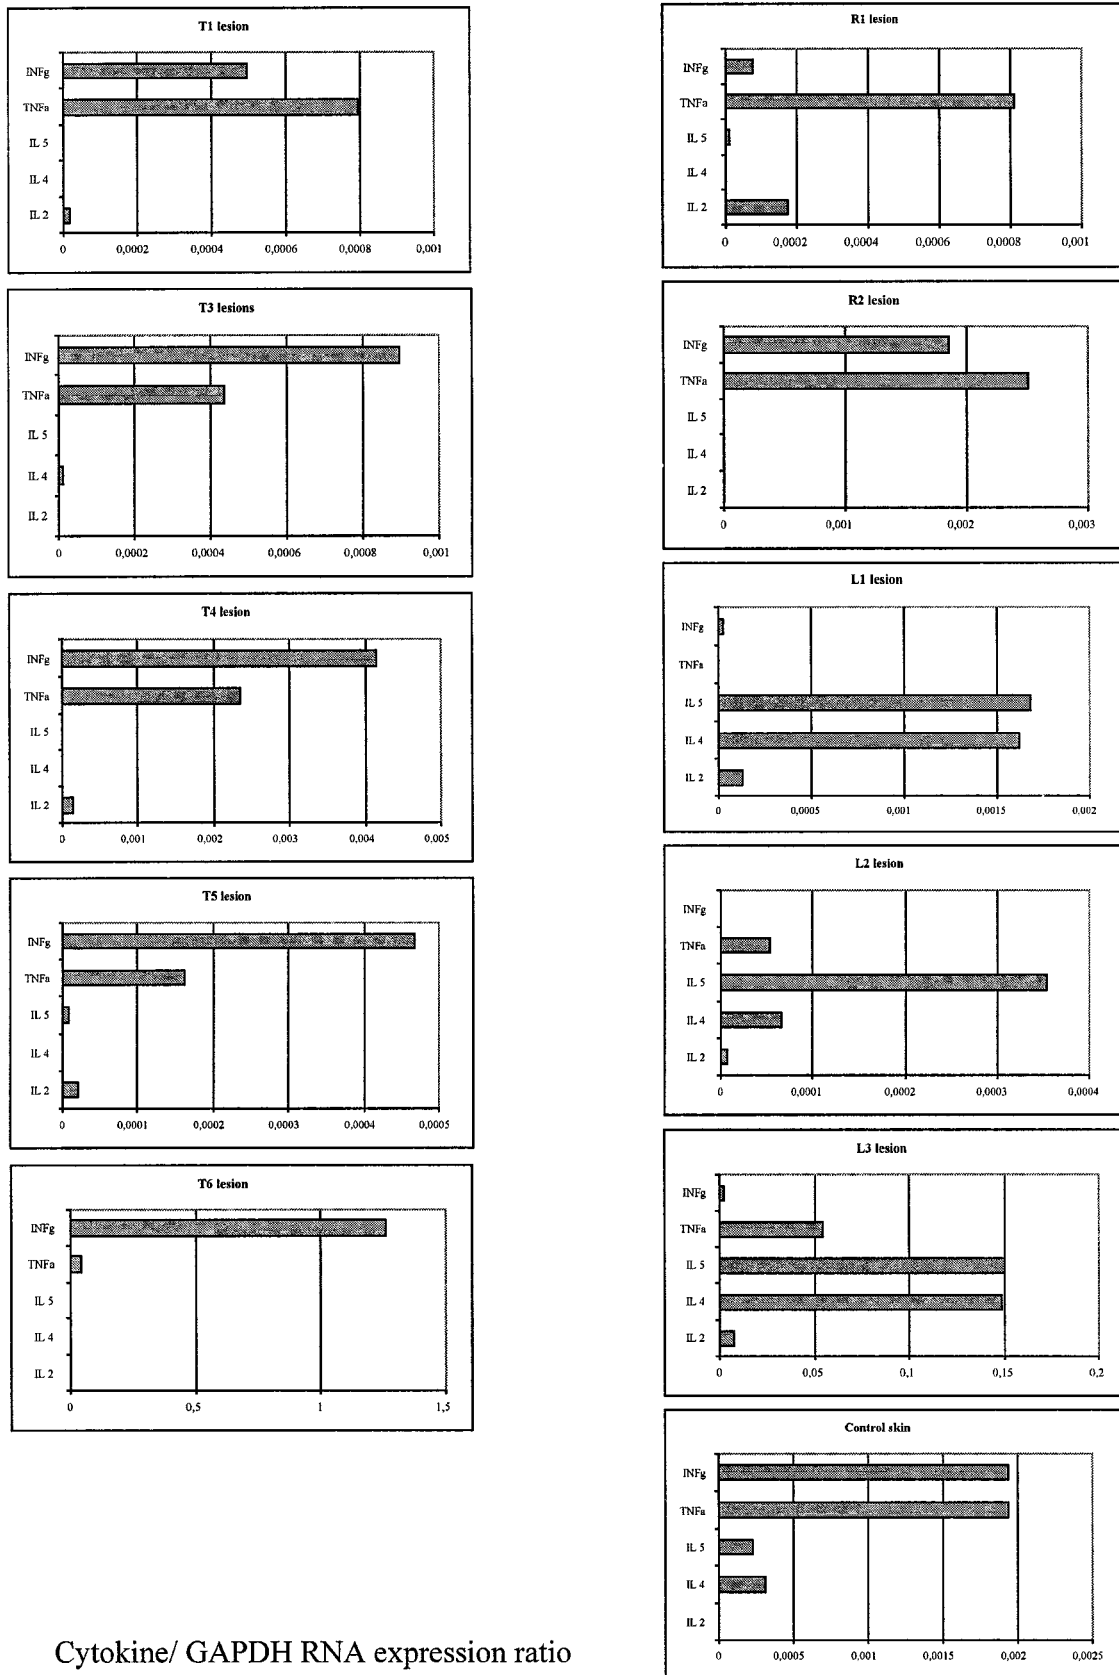 T1 lesion
INFg
TNFa
IL 5
IL 4
IL 2
0 0,0002 0,0004 0,0006 0,0008 0,001
T3 lesions
INFg
TNFa
IL 5
IL 4
IL 2
0 0,0002 0,0004 0,0006 0,0008 0,001
T4 lesion
INFg
TNFa
IL 5
IL 4
IL 2
0 0,001 0,002 0,003 0,004 0,005
T5 lesion
INFg
TNFa
IL 5
IL 4
IL 2
0 0,0001 0,0002 0,0003 0,0004 0,0005
T6 lesion
INFg
TNFa
IL 5
IL 4
IL 2
0 0,5 1 1,5
R1 lesion
INFg
TNFa
IL 5
IL 4
IL 2
0 0,0002 0,0004 0,0006 0,0008 0,001
R2 lesion
INFg
TNFa
IL 5
IL 4
IL 2
0 0,001 0,002 0,003
L1 lesion
INFg
TNFa
IL 5
IL 4
IL 2
0 0,0005 0,001 0,0015 0,002
L2 lesion
INFg
TNFa
IL 5
IL 4
IL 2
0 0,0001 0,0002 0,0003 0,0004
L3 lesion
INFg
TNFa
IL 5
IL 4
IL 2
0 0,05 0,1 0,15 0,2
Control skin
INFg
TNFa
IL 5
IL 4
IL 2
0 0,0005 0,001 0,0015 0,002 0,0025
Cytokine/ GAPDH RNA expression ratio